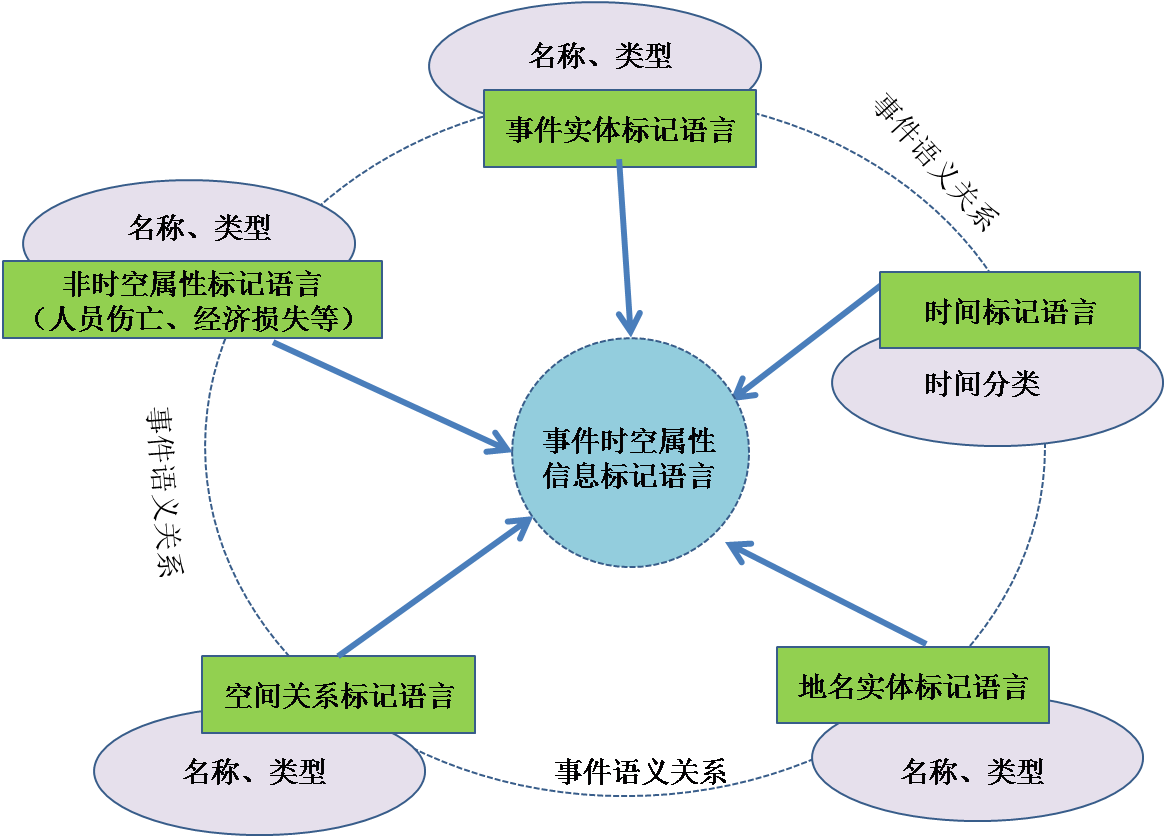 名称、类型
事件实体标记语言
事件语义关系
名称、类型
非时空属性标记语言
（人员伤亡、经济损失等）
时间标记语言
时间分类
事件时空属性
信息标记语言
事件语义关系
空间关系标记语言
名称、类型
地名实体标记语言
名称、类型
事件语义关系